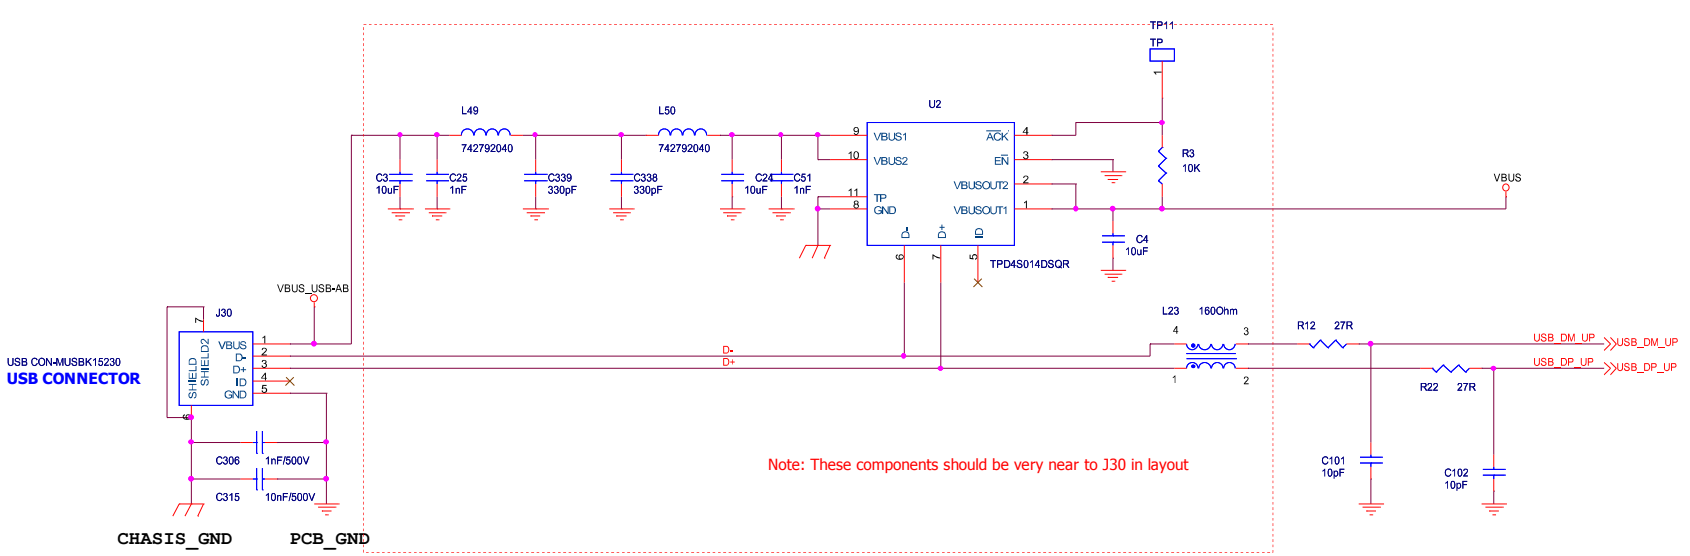 TP11
TP
1
L49
742792040
L50
742792040
U2
9
VBUS1
10
VBUS2
11
TP
8
GND
ACK
4
EN
3
VBUSOUT2
2
VBUSOUT1
1
D-
D+
ID
6
7
5
TPD4S014DSQR
R3
10K
VBUS
C3
10uF
C25
1nF
C339
330pF
C338
330pF
C24
10uF
C51
1nF
C4
10uF
VBUS_USB-AB
J30
7
SHIELD
SHIELD2
VBUS
1
D-
2
D+
3
ID
4
GND
5
6
USB CON-MUSBK15230
USB CONNECTOR
D-
D+
L23
160Ohm
4
3
1
2
R12
27R
R22
27R
USB_DM_UP
USB_DM_UP
USB_DP_UP
USB_DP_UP
C306
1nF/500V
C315
10nF/500V
Note: These components should be very near to J30 in layout
C101
10pF
C102
10pF
CHASIS_GND
PCB_GND